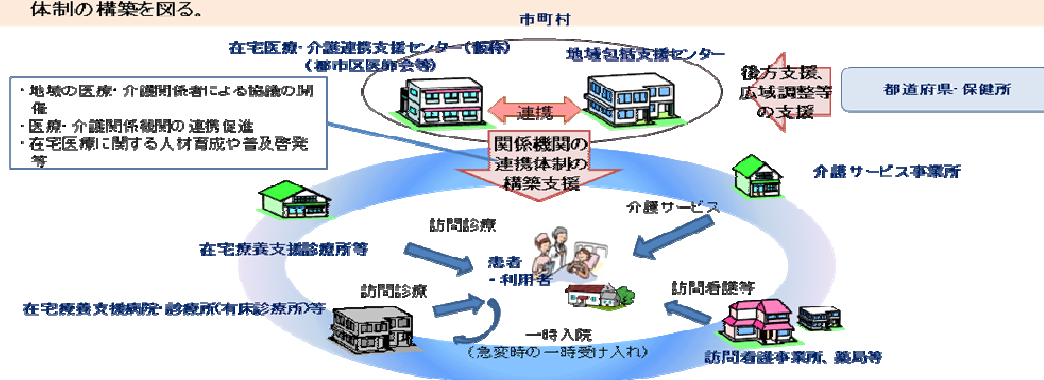 体制の構築を図る。
市町村
在宅医療・介護連携支援センター(仮称)
(都市区医師会等)
地域包括支援センター
後方支援、
広域調整等
の支援
都道府県・保健所
・地域の医療・介護関係者による協議の開
催
・医療・介護関係機関の連携促進
・在宅医療に関する人材育成や普及啓発
等
連携
関係機関の
連携体制の
構築支援
介護サービス事業所
介護サービス
訪問診療
在宅療養支援診療所等
患者
・利用者
訪問診療
訪問看護等
在宅療養支援病院・診療所(有床診療所)等
一時入院
(急変時の一時受け入れ)
訪問看護事業所、薬局等